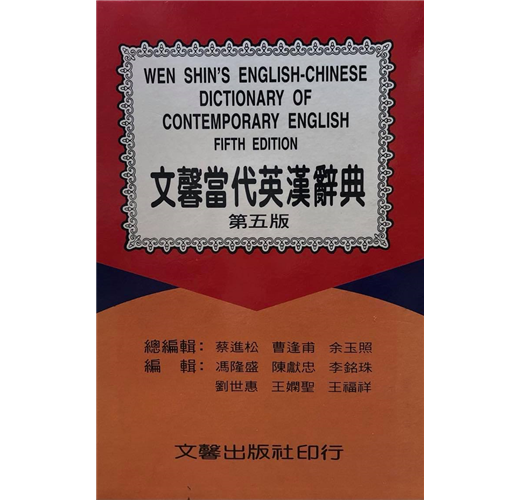 WEN SHIN'S ENGLISH-CHINESE
DICTIONARY OF
CONTEMPORARY ENGLISH
FIFTH EDITION
文馨當代英漢辭典
第五版
總編輯：蔡進松 曹逢甫 余玉照
編輯：馮隆盛 陳獻忠 李銘珠
劉世惠 王嫻聖 王福祥
文馨出版社印行